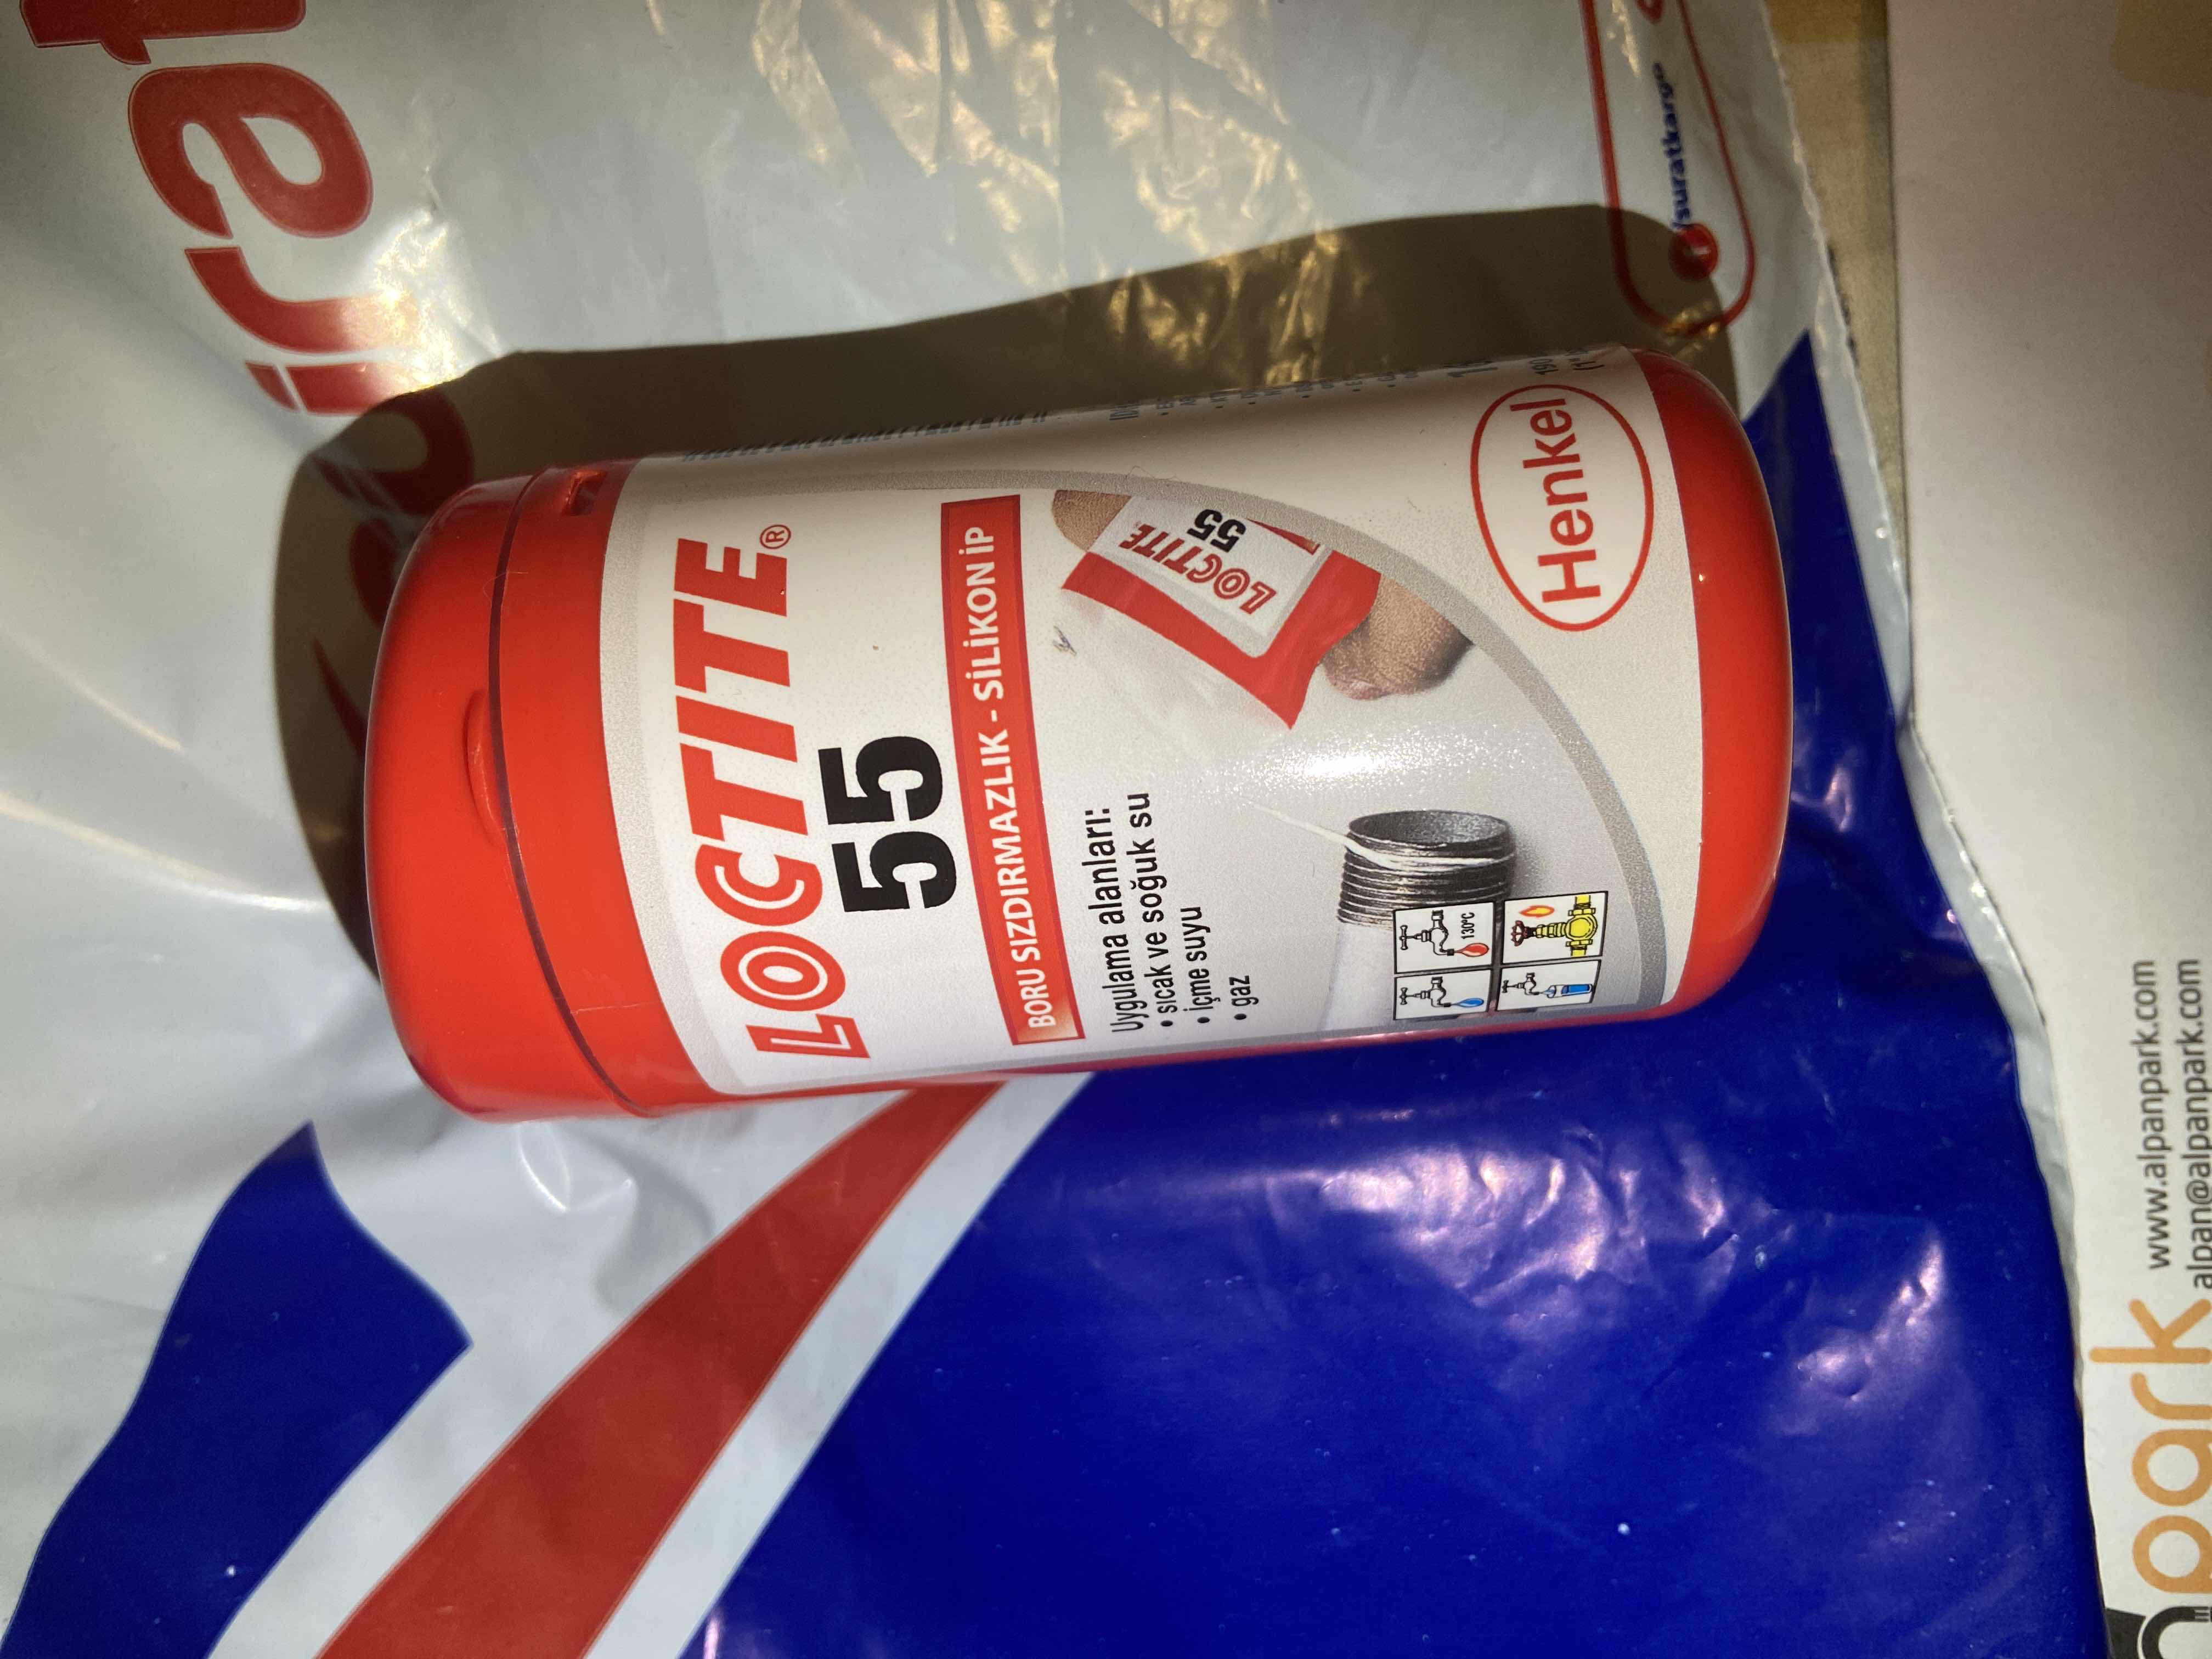 LOCTITE®
55
BORU SIZDIRMAZLIK - SİLİKON İP
Uygulama alanları:
• sıcak ve soğuk su
• içme suyu
• gaz
LOCTITE
55
130°C
Henkel
/suratkargo
www.alpanpark.com
alpan@alpanpark.com